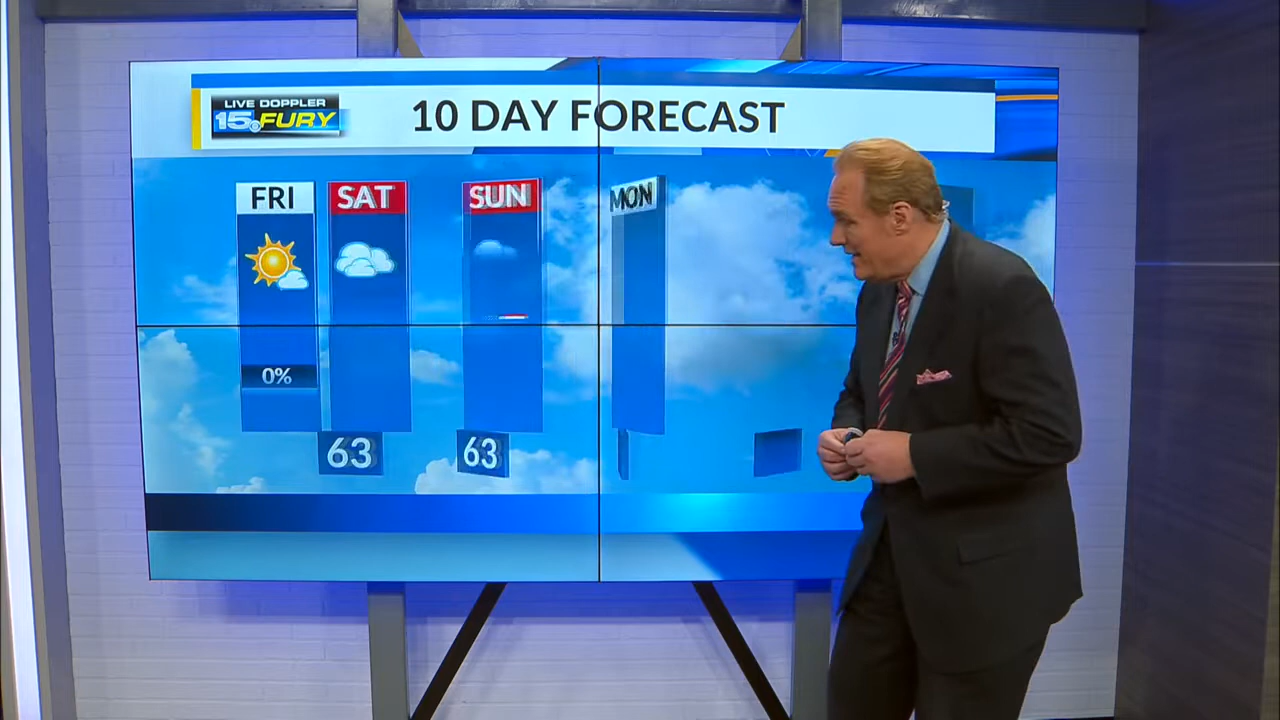 LIVE DOPPLER
15 FURY
10 DAY FORECAST
FRI SAT SUN MON
0%
63 63